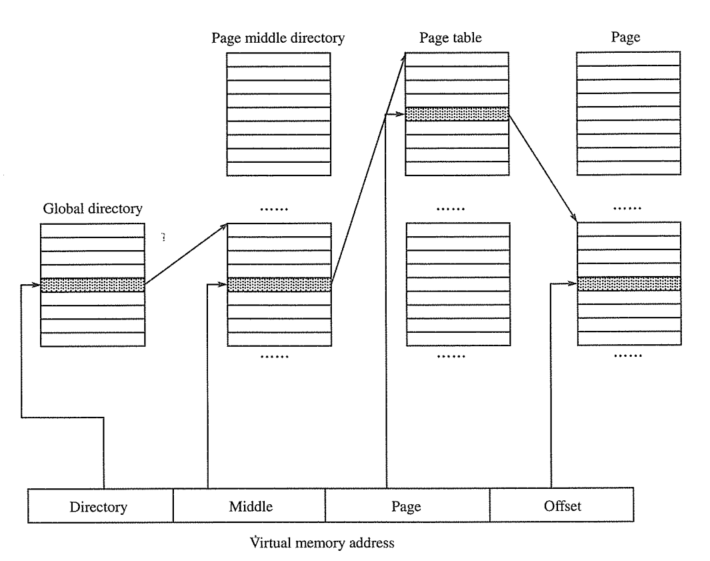 Page middle directory
Page table
Page
......
......
......
Global directory
......
......
......
Directory
Middle
Page
Offset
Virtual memory address